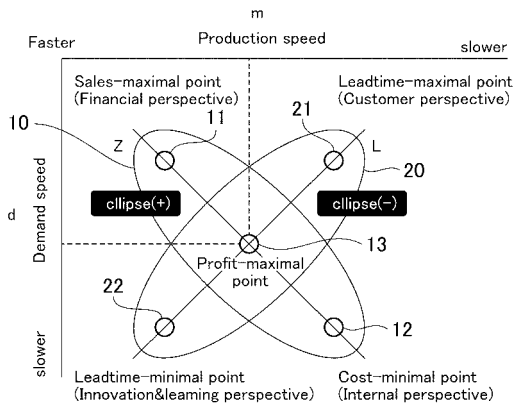 m
Faster
Production speed
slower
Sales-maximal point
(Financial perspective)
Leadtime-maximal point
(Customer perspective)
10
11
21
20
Z
L
cllipse(+)
cllipse(-)
d
Demand speed
13
Profit-maximal
point
22
12
slower
Leadtime-minimal point
(Innovation&leaming perspective)
Cost-minimal point
(Internal perspective)